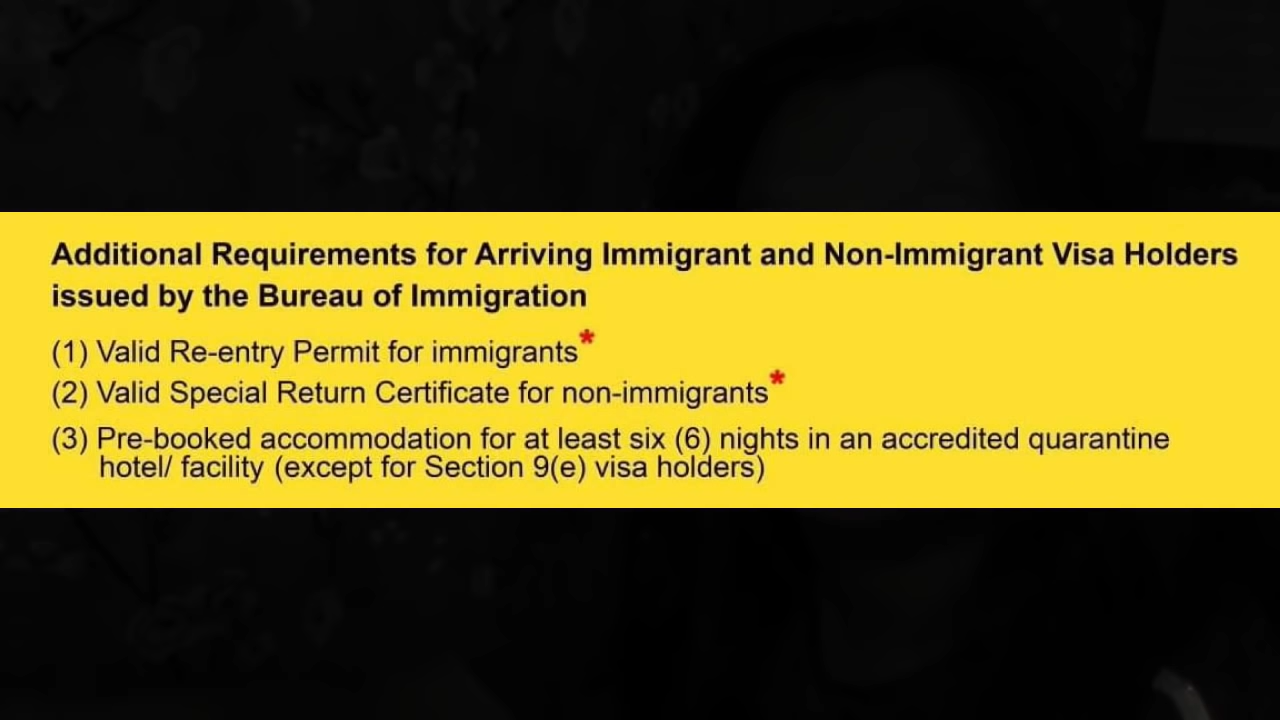 Additional Requirements for Arriving Immigrant and Non-Immigrant Visa Holders
issued by the Bureau of Immigration
(1) Valid Re-entry Permit for immigrants*
(2) Valid Special Return Certificate for non-immigrants*
(3) Pre-booked accommodation for at least six (6) nights in an accredited quarantine
hotel/ facility (except for Section 9(e) visa holders)